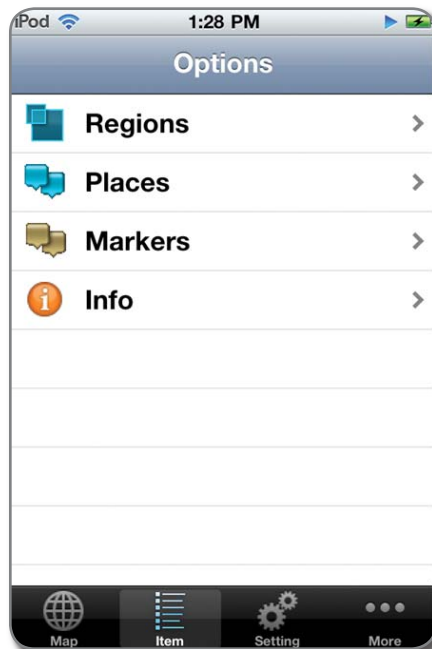 iPod 1:28 PM
Options
Regions
Places
Markers
Info
Map Item Setting More